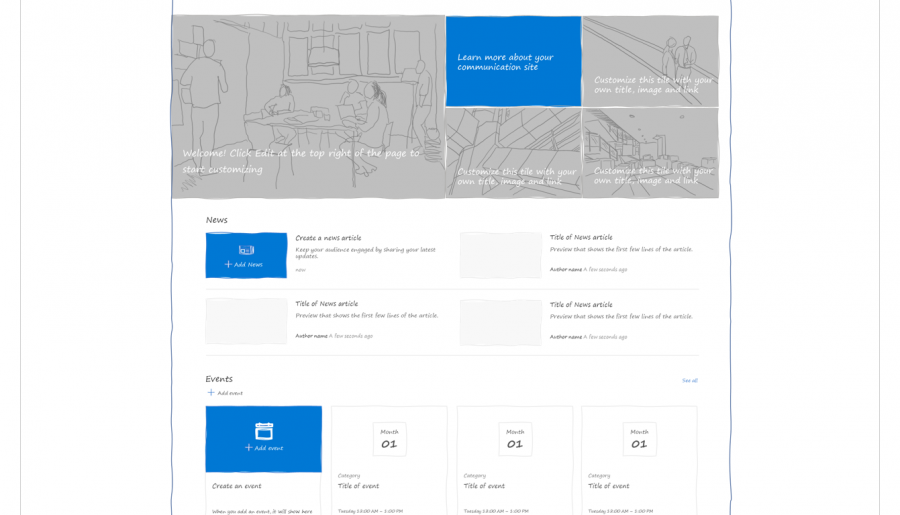 Learn more about your
communication site
Customize this tile with your
own title, image and link
Welcome! Click Edit at the top right of the page to
start customizing
Customize this tile with your
own title, image and link
Customize this tile with your
own title, image and link
News
+ Add News
Create a news article
Keep your audience engaged by sharing your latest
updates.
now
Title of News article
Preview that shows the first few lines of the article.
Author name A few seconds ago
Title of News article
Preview that shows the first few lines of the article.
Author name A few seconds ago
Title of News article
Preview that shows the first few lines of the article.
Author name A few seconds ago
Events
See all
+ Add event
+ Add event
Create an event
When you add an event, it will show here
Month
01
Category
Title of event
Tuesday 18:00 AM – 1:00 PM
Month
01
Category
Title of event
Tuesday 18:00 AM – 1:00 PM
Month
01
Category
Title of event
Tuesday 18:00 AM – 1:00 PM